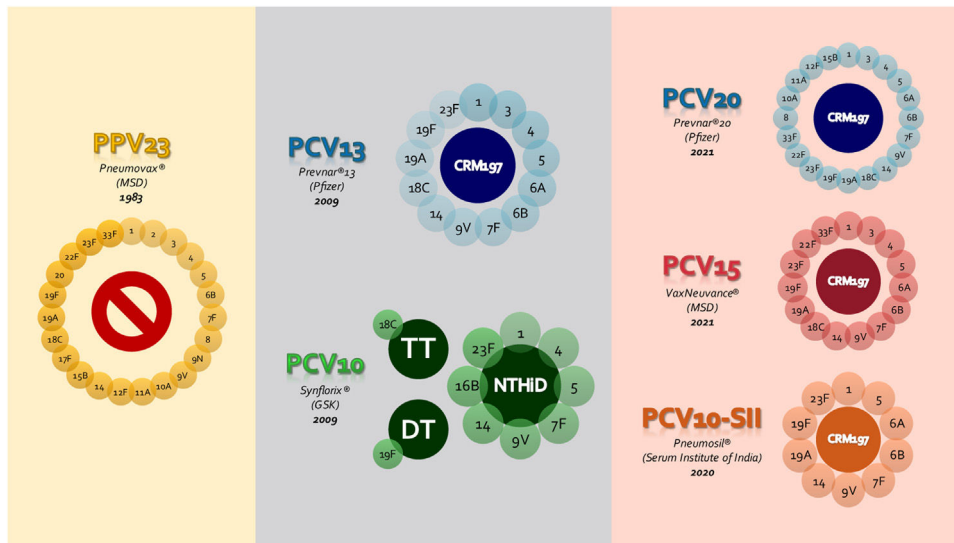 PPV23
Pneumovax®
(MSD)
1983
1
2
3
4
5
6B
7F
8
9N
9V
10A
11A
12F
14
15B
17F
18C
19A
19F
20
22F
23F
33F
PCV13
Prevnar®13
(Pfizer)
2009
CRM197
1
3
4
5
6A
6B
7F
9V
14
18C
19A
19F
23F
PCV10
Synflorix®
(GSK)
2009
18C
TT
19F
DT
NTHiD
1
4
5
7F
9V
14
16B
23F
PCV20
Prevnar®20
(Pfizer)
2021
CRM197
1
3
4
5
6A
6B
7F
9V
14
18C
19A
19F
23F
22F
33F
8
10A
11A
12F
15B
PCV15
VaxNeuvance®
(MSD)
2021
CRM197
1
3
4
5
6A
6B
7F
9V
14
18C
19A
19F
23F
22F
33F
PCV10-SII
Pneumosil®
(Serum Institute of India)
2020
CRM197
1
5
6A
6B
7F
9V
14
19A
19F
23F